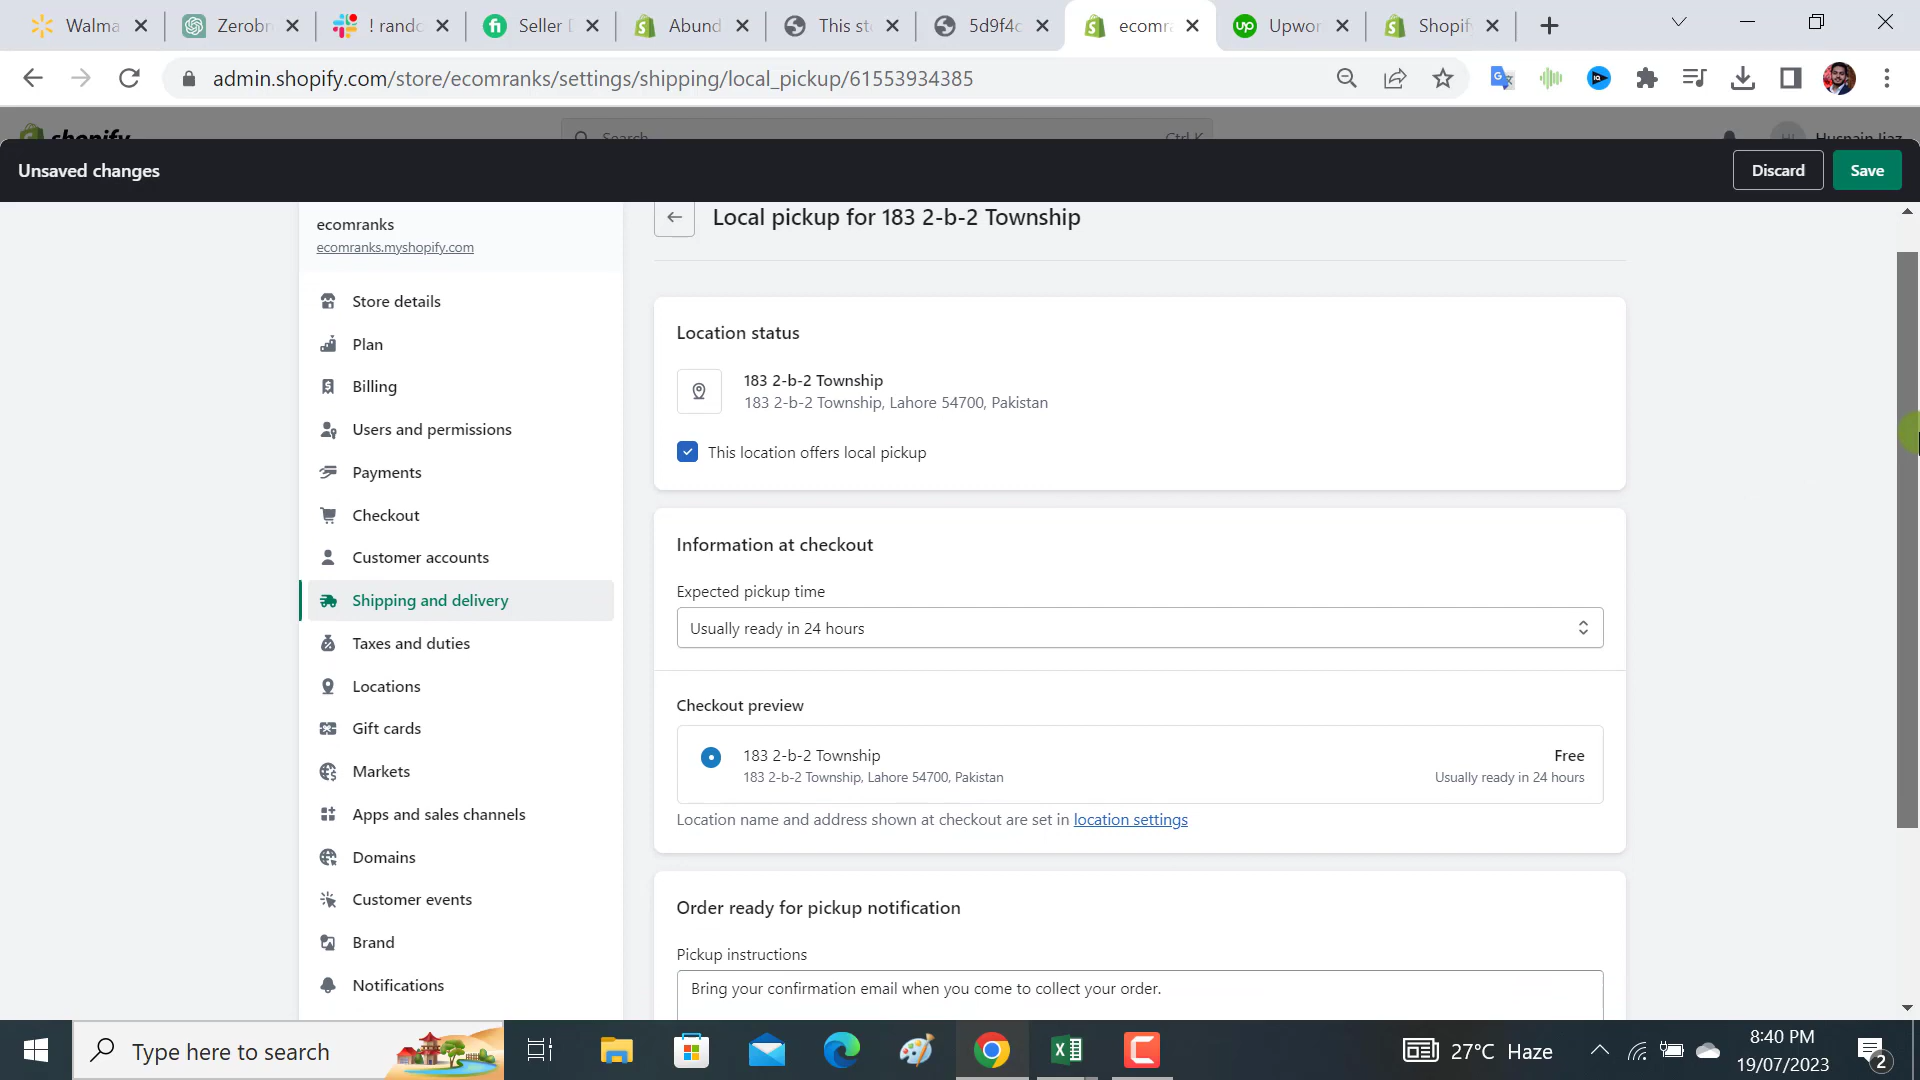 Walma
Zerobr
! rando
Seller D
Abund
This sto
5d9f4c
ecomra
Upwor
Shopify
admin.shopify.com/store/ecomranks/settings/shipping/local_pickup/61553934385
shopify
Search
Ctrl K
HI
Husnain Ijaz
Unsaved changes
Discard
Save
ecomranks
ecomranks.myshopify.com
Store details
Plan
Billing
Users and permissions
Payments
Checkout
Customer accounts
Shipping and delivery
Taxes and duties
Locations
Gift cards
Markets
Apps and sales channels
Domains
Customer events
Brand
Notifications
Local pickup for 183 2-b-2 Township
Location status
183 2-b-2 Township
183 2-b-2 Township, Lahore 54700, Pakistan
This location offers local pickup
Information at checkout
Expected pickup time
Usually ready in 24 hours
Checkout preview
183 2-b-2 Township
Free
183 2-b-2 Township, Lahore 54700, Pakistan
Usually ready in 24 hours
Location name and address shown at checkout are set in location settings
Order ready for pickup notification
Pickup instructions
Bring your confirmation email when you come to collect your order.
Type here to search
27°C Haze
8:40 PM
19/07/2023
2